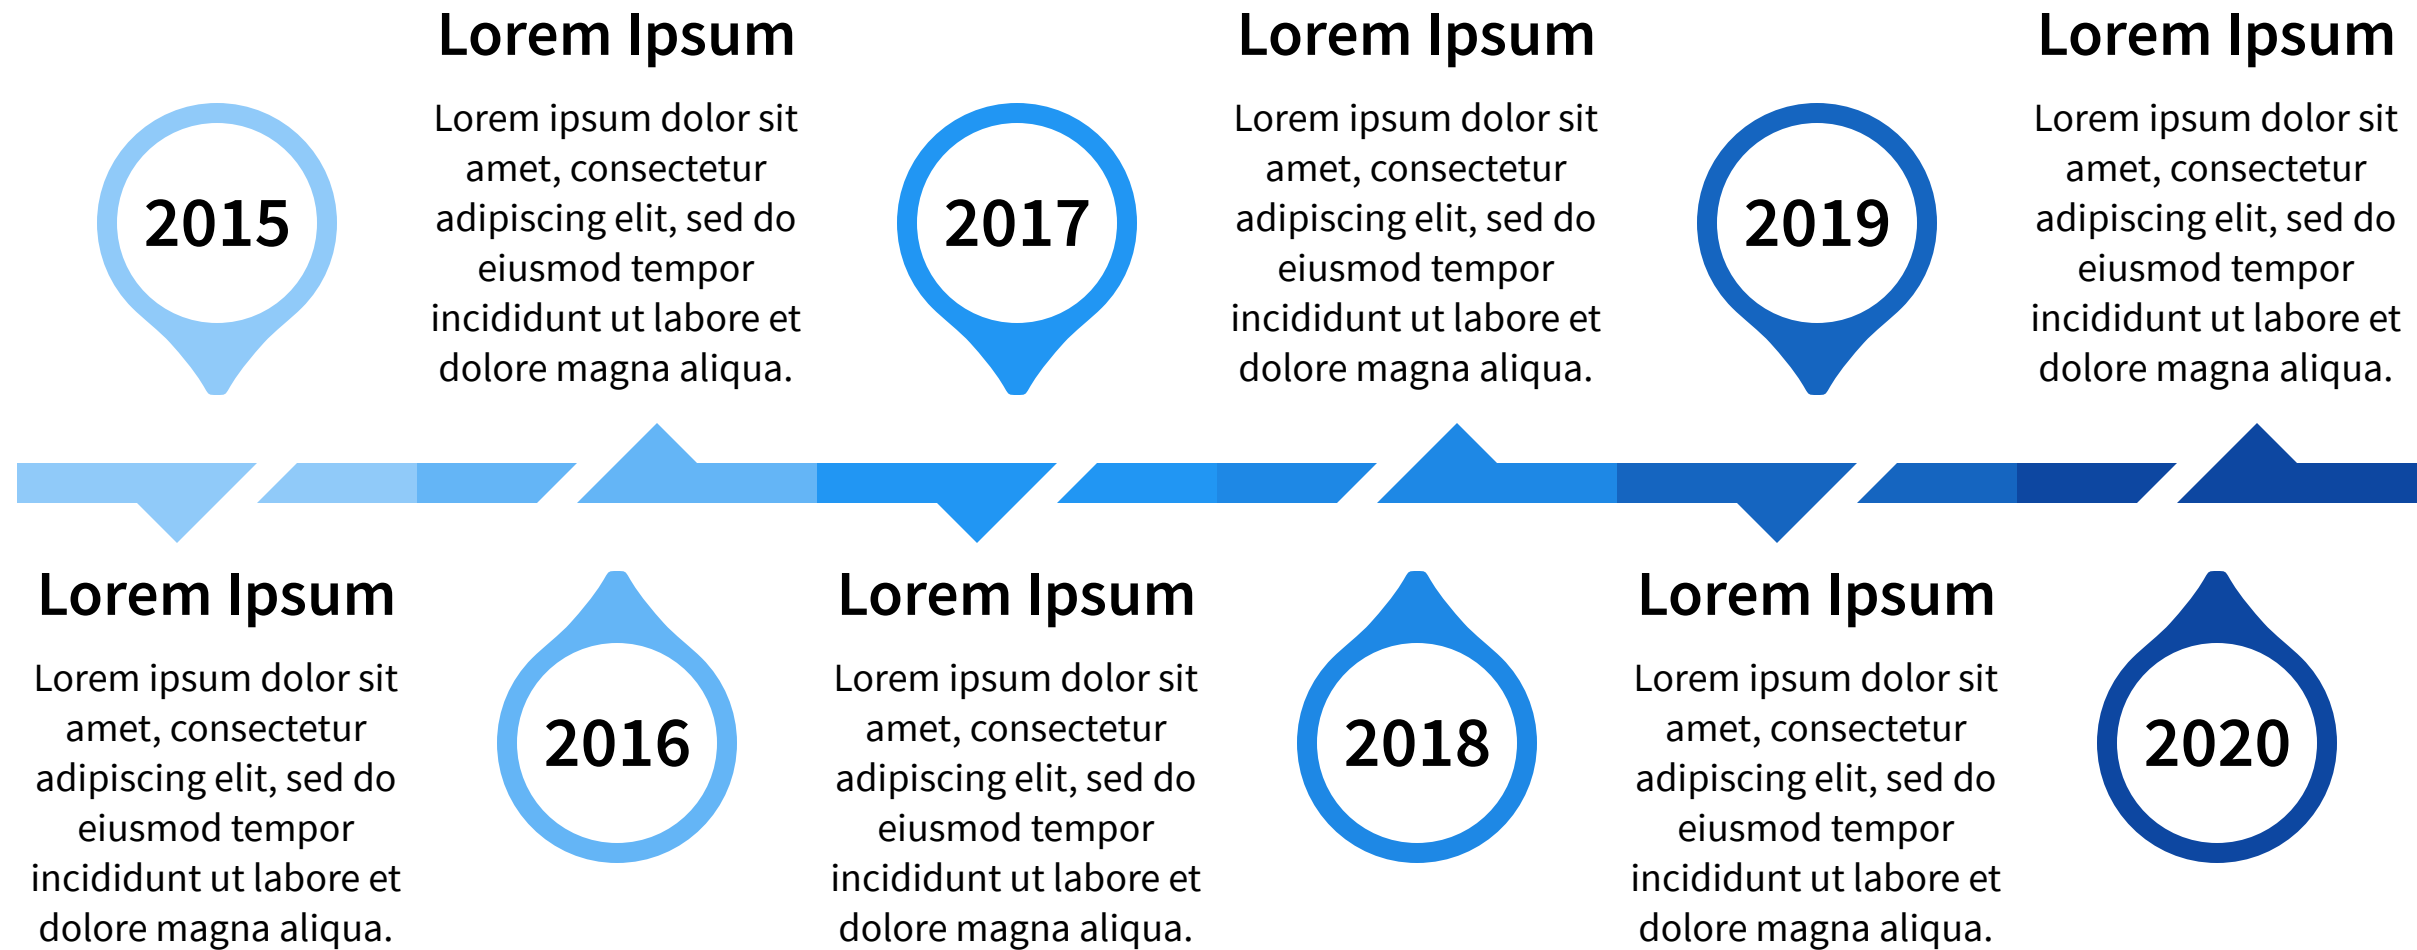 2015
Lorem Ipsum
Lorem ipsum dolor sit
amet, consectetur
adipiscing elit, sed do
eiusmod tempor
incididunt ut labore et
dolore magna aliqua.
2016
Lorem Ipsum
Lorem ipsum dolor sit
amet, consectetur
adipiscing elit, sed do
eiusmod tempor
incididunt ut labore et
dolore magna aliqua.
2017
Lorem Ipsum
Lorem ipsum dolor sit
amet, consectetur
adipiscing elit, sed do
eiusmod tempor
incididunt ut labore et
dolore magna aliqua.
2018
Lorem Ipsum
Lorem ipsum dolor sit
amet, consectetur
adipiscing elit, sed do
eiusmod tempor
incididunt ut labore et
dolore magna aliqua.
2019
Lorem Ipsum
Lorem ipsum dolor sit
amet, consectetur
adipiscing elit, sed do
eiusmod tempor
incididunt ut labore et
dolore magna aliqua.
2020
Lorem Ipsum
Lorem ipsum dolor sit
amet, consectetur
adipiscing elit, sed do
eiusmod tempor
incididunt ut labore et
dolore magna aliqua.